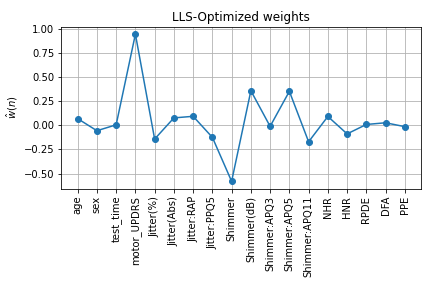 LLS-Optimized weights
ŵ(n)
1.00
0.75
0.50
0.25
0.00
−0.25
−0.50
age
sex
test_time
motor_UPDRS
Jitter(%)
Jitter(Abs)
Jitter:RAP
Jitter:PPQ5
Shimmer
Shimmer(dB)
Shimmer:APQ3
Shimmer:APQ5
Shimmer:APQ11
NHR
HNR
RPDE
DFA
PPE